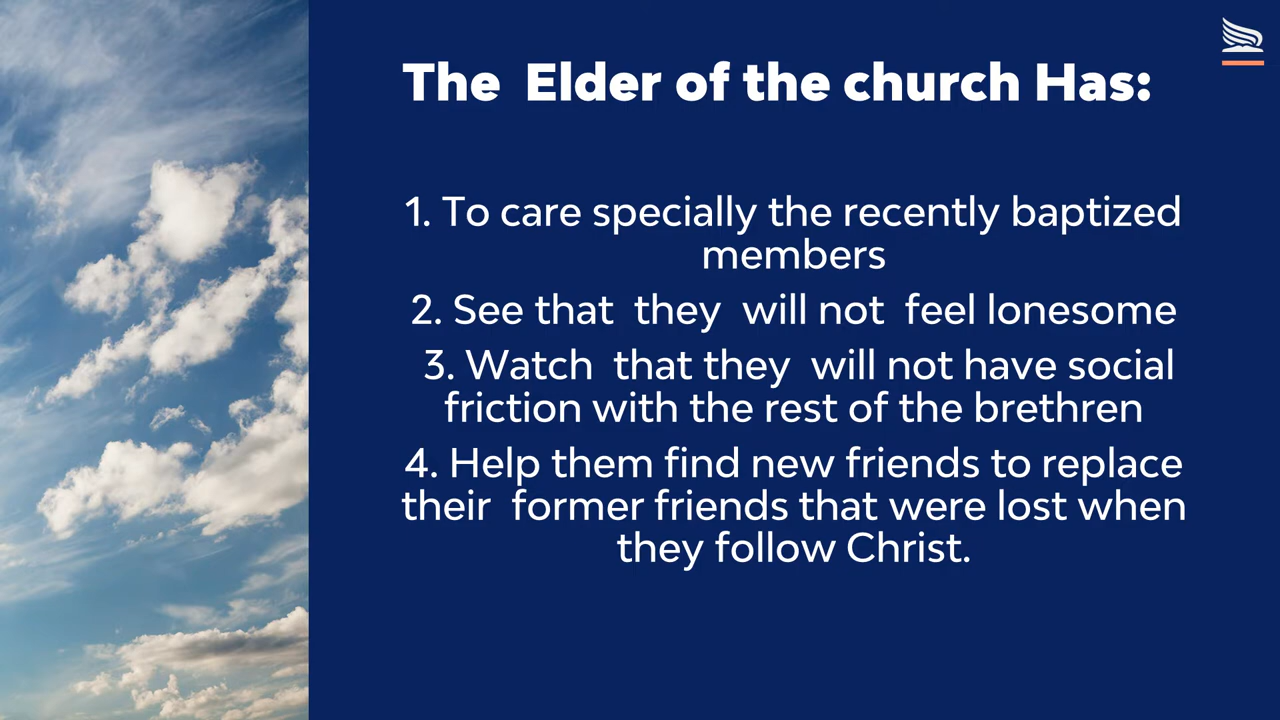 The  Elder of the church Has:
1. To care specially the recently baptized
members
2. See that  they  will not  feel lonesome
3. Watch  that they  will not have social
friction with the rest of the brethren
4. Help them find new friends to replace
their  former friends that were lost when
they follow Christ.